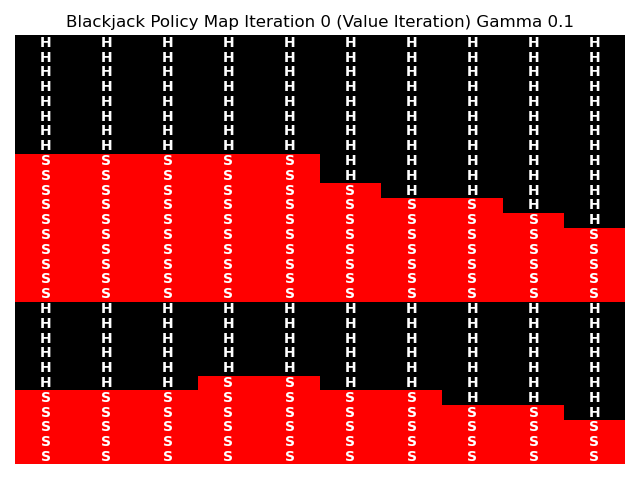 Blackjack Policy Map Iteration 0 (Value Iteration) Gamma 0.1
H H H H H H H H H H
H H H H H H H H H H
H H H H H H H H H H
H H H H H H H H H H
H H H H H H H H H H
H H H H H H H H H H
H H H H H H H H H H
H H H H H H H H H H
S S S S S H H H H H
S S S S S H H H H H
S S S S S S H H H H
S S S S S S S S H H
S S S S S S S S S H
S S S S S S S S S S
S S S S S S S S S S
S S S S S S S S S S
S S S S S S S S S S
S S S S S S S S S S
H H H H H H H H H H
H H H H H H H H H H
H H H H H H H H H H
H H H H H H H H H H
H H H H H H H H H H
H H H S S H H H H H
S S S S S S S H H H
S S S S S S S S S H
S S S S S S S S S S
S S S S S S S S S S
S S S S S S S S S S